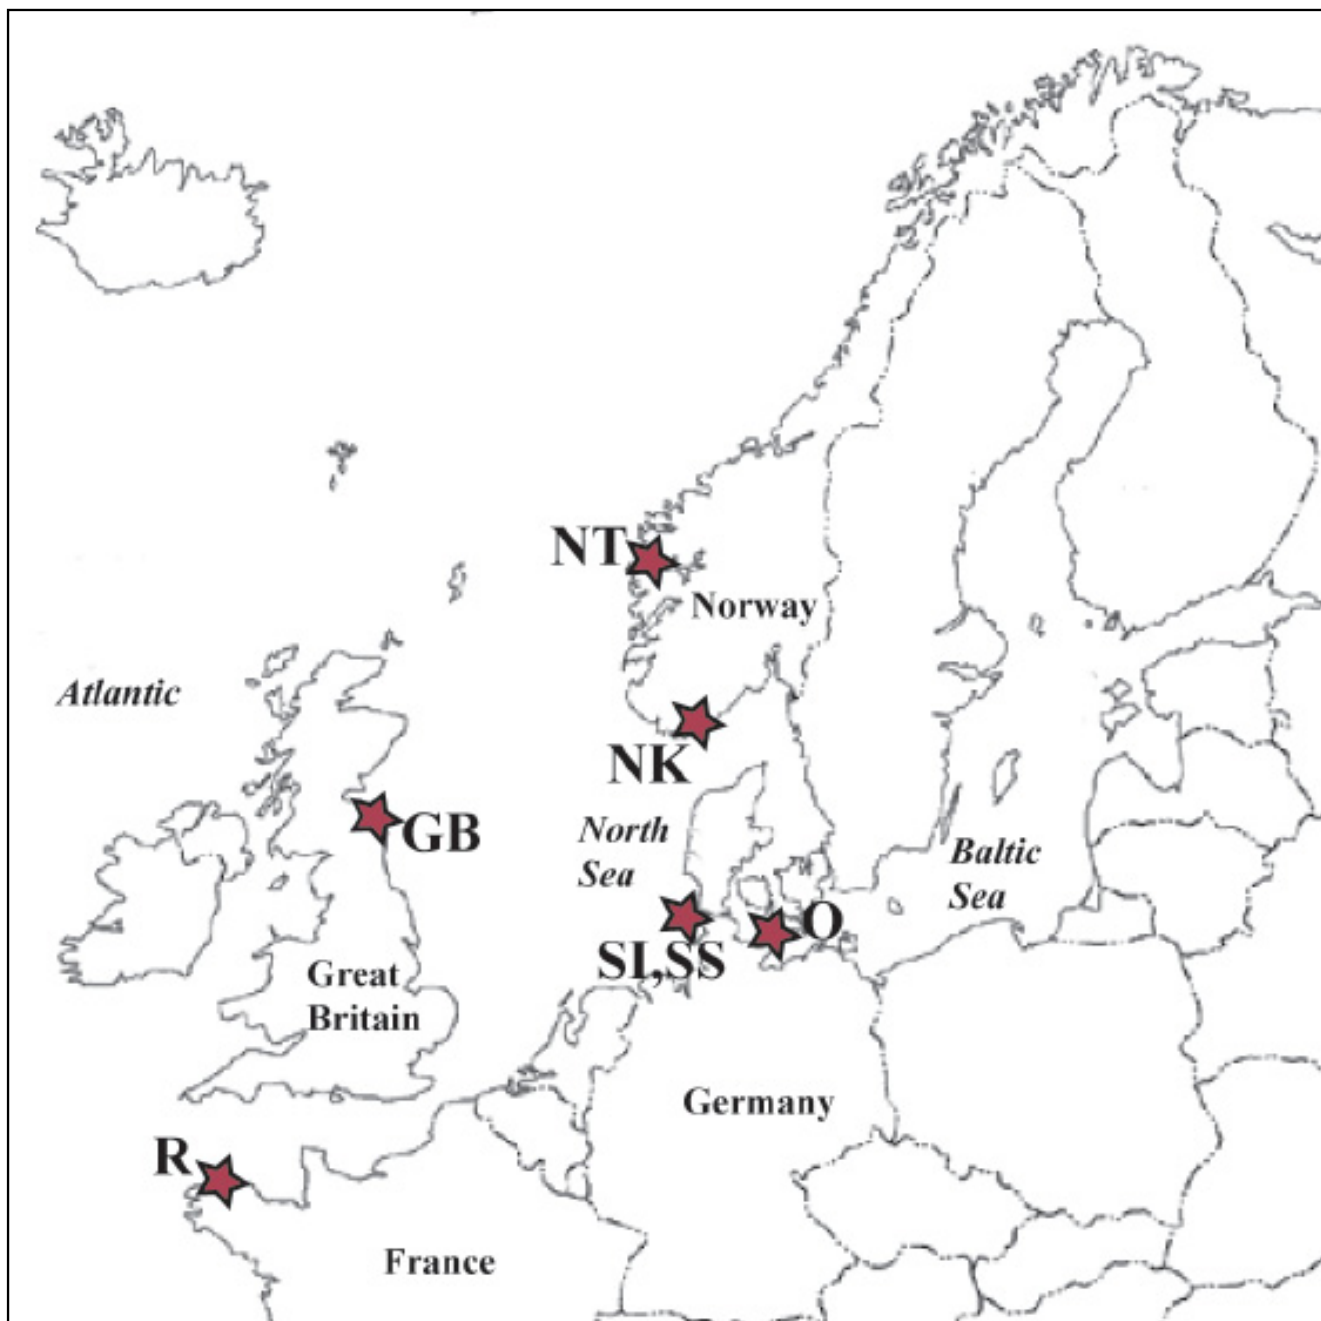 NT
Norway
Atlantic
NK
GB
North
Sea
Baltic
Sea
O
SI,SS
Great
Britain
Germany
R
France